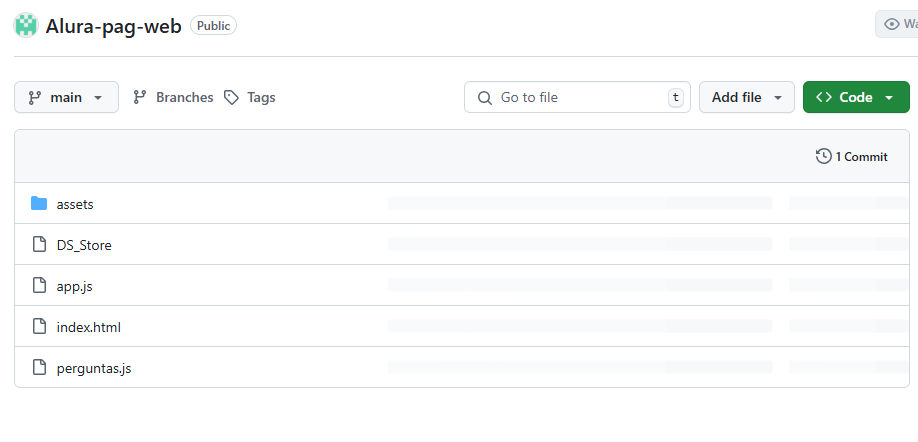 Alura-pag-web Public
main Branches Tags Go to file t Add file Code
1 Commit
assets
DS_Store
app.js
index.html
perguntas.js